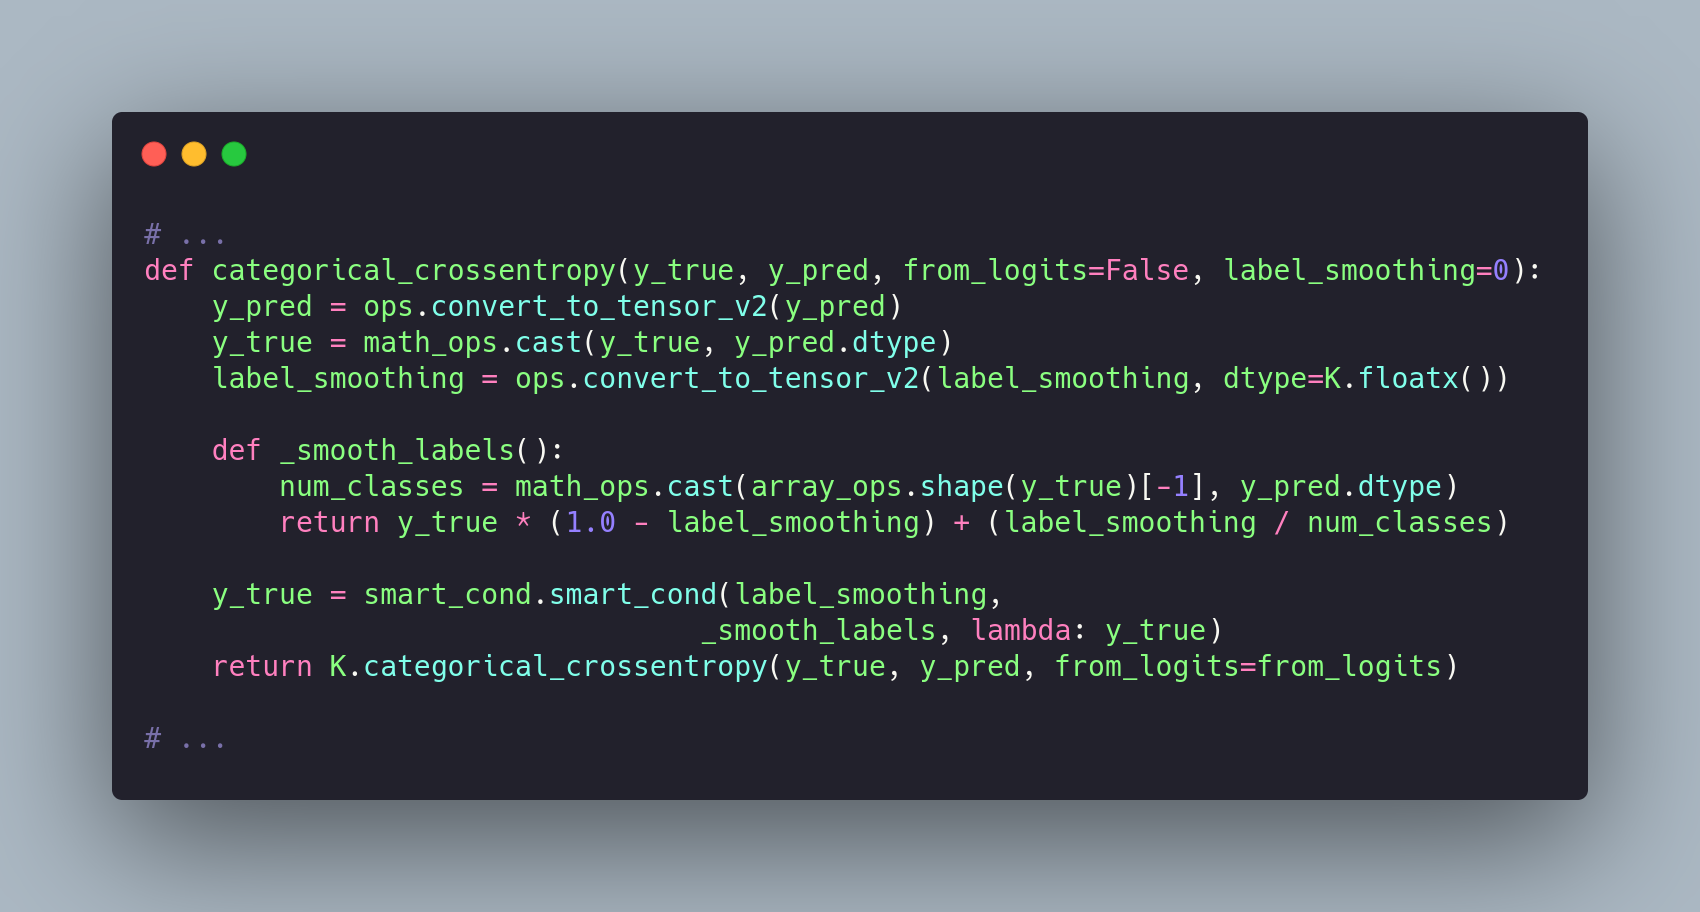 # ...
def categorical_crossentropy(y_true, y_pred, from_logits=False, label_smoothing=0):
    y_pred = ops.convert_to_tensor_v2(y_pred)
    y_true = math_ops.cast(y_true, y_pred.dtype)
    label_smoothing = ops.convert_to_tensor_v2(label_smoothing, dtype=K.floatx())

    def _smooth_labels():
        num_classes = math_ops.cast(array_ops.shape(y_true)[-1], y_pred.dtype)
        return y_true * (1.0 - label_smoothing) + (label_smoothing / num_classes)

    y_true = smart_cond.smart_cond(label_smoothing,
                                 _smooth_labels, lambda: y_true)
    return K.categorical_crossentropy(y_true, y_pred, from_logits=from_logits)

# ...